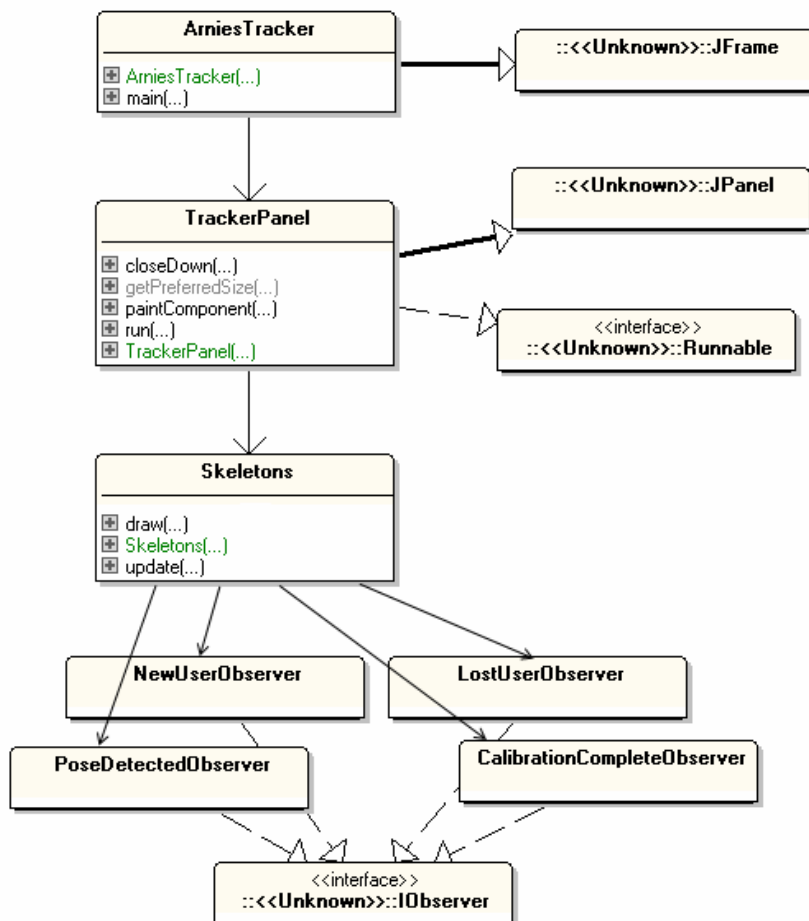 ArniesTracker
ArniesTracker(...)
main(...)
::<<Unknown>>::JFrame
TrackerPanel
closeDown(...)
getPreferredSize(...)
paintComponent(...)
run(...)
TrackerPanel(...)
::<<Unknown>>::JPanel
<<interface>>
::<<Unknown>>::Runnable
Skeletons
draw(...)
Skeletons(...)
update(...)
NewUserObserver
LostUserObserver
PoseDetectedObserver
CalibrationCompleteObserver
<<interface>>
::<<Unknown>>::IObserver